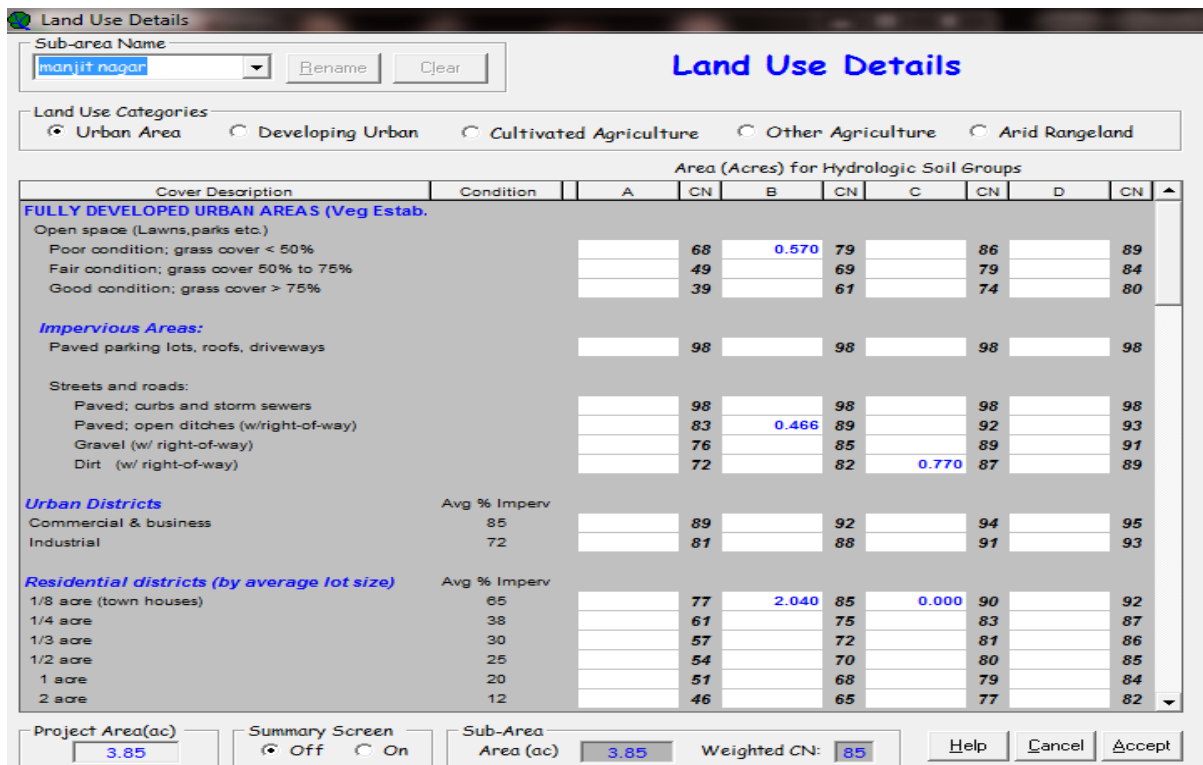 Land Use Details
Sub-area Name
manjit nagar Rename Clear
Land Use Details
Land Use Categories
Urban Area Developing Urban Cultivated Agriculture Other Agriculture Arid Rangeland
Area (Acres) for Hydrologic Soil Groups
Cover Description Condition A CN B CN C CN D CN
FULLY DEVELOPED URBAN AREAS (Veg Estab.
Open space (Lawns,parks etc.)
Poor condition; grass cover < 50% 68 0.570 79 86 89
Fair condition; grass cover 50% to 75% 49 69 79 84
Good condition; grass cover > 75% 39 61 74 80
Impervious Areas:
Paved parking lots, roofs, driveways 98 98 98 98
Streets and roads:
Paved; curbs and storm sewers 98 98 98 98
Paved; open ditches (w/right-of-way) 83 0.466 89 92 93
Gravel (w/ right-of-way) 76 85 89 91
Dirt (w/ right-of-way) 72 82 0.770 87 89
Urban Districts Avg % Imperv
Commercial & business 85 89 92 94 95
Industrial 72 81 88 91 93
Residential districts (by average lot size) Avg % Imperv
1/8 acre (town houses) 65 77 2.040 85 0.000 90 92
1/4 acre 38 61 75 83 87
1/3 acre 30 57 72 81 86
1/2 acre 25 54 70 80 85
1 acre 20 51 68 79 84
2 acre 12 46 65 77 82
Project Area(ac) Summary Screen Sub-Area
3.85 Off On Area (ac) 3.85 Weighted CN: 85 Help Cancel Accept